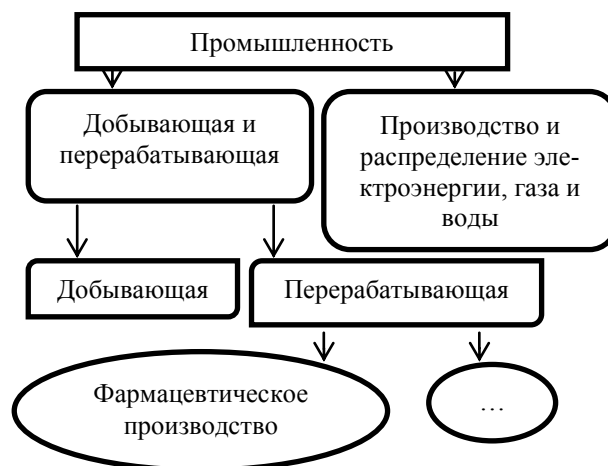 Промышленность
Добывающая и
перерабатывающая
Производство и
распределение эле-
ктроэнергии, газа и
воды
Добывающая
Перерабатывающая
Фармацевтическое
производство
…